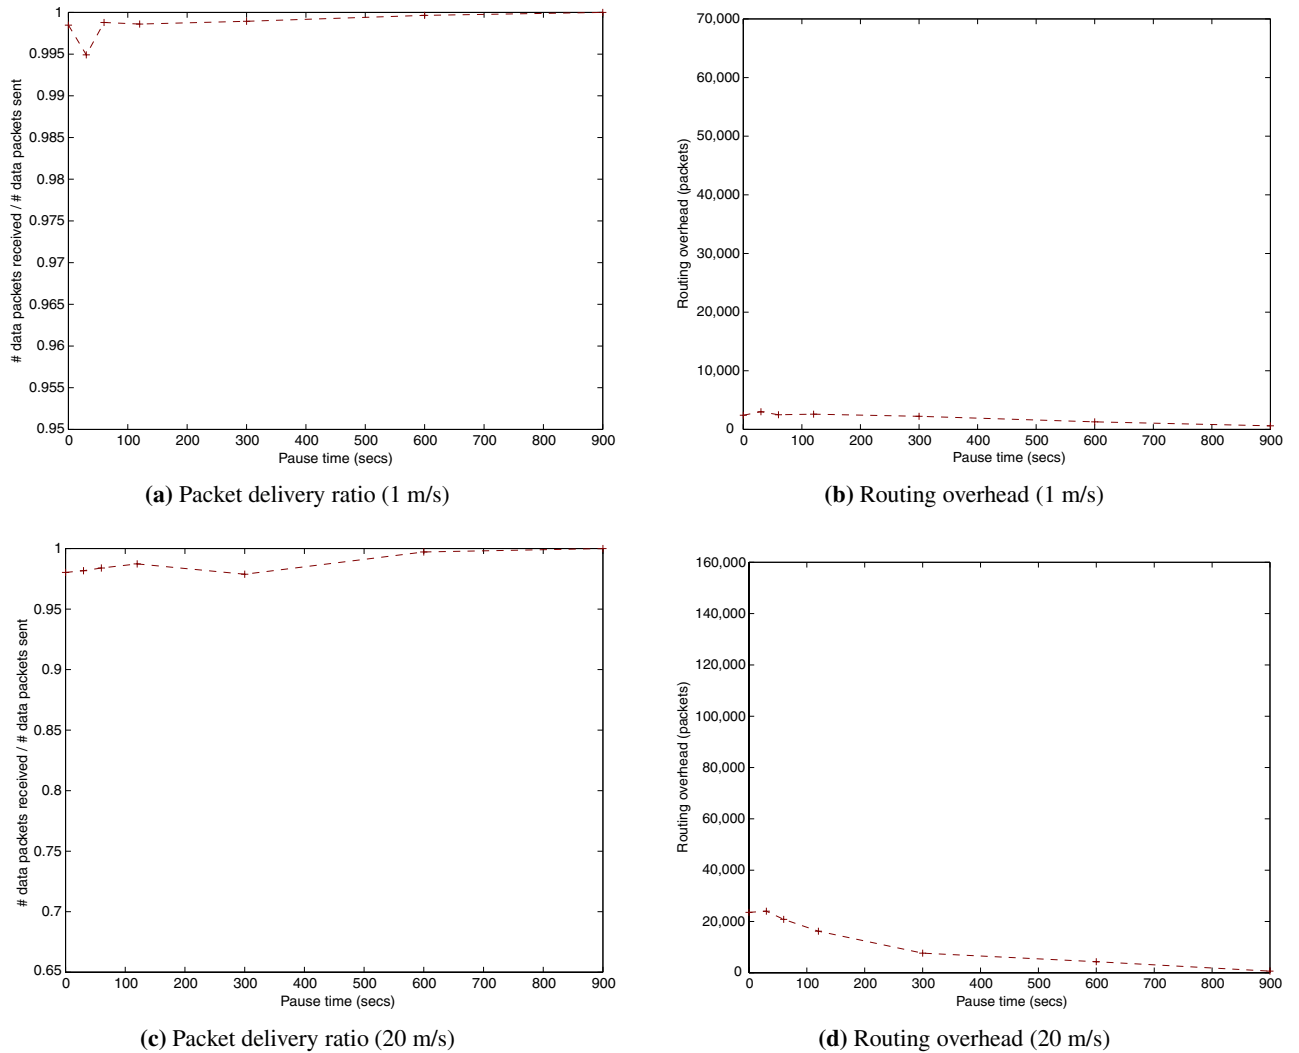 1
0.995
0.99
0.985
0.98
0.975
0.97
0.965
0.96
0.955
0.95
# data packets received / # data packets sent
0 100 200 300 400 500 600 700 800 900
Pause time (secs)
(a) Packet delivery ratio (1 m/s)
70,000
60,000
50,000
40,000
30,000
20,000
10,000
0
Routing overhead (packets)
0 100 200 300 400 500 600 700 800 900
Pause time (secs)
(b) Routing overhead (1 m/s)
1
0.95
0.9
0.85
0.8
0.75
0.7
0.65
# data packets received / # data packets sent
0 100 200 300 400 500 600 700 800 900
Pause time (secs)
(c) Packet delivery ratio (20 m/s)
160,000
140,000
120,000
100,000
80,000
60,000
40,000
20,000
0
Routing overhead (packets)
0 100 200 300 400 500 600 700 800 900
Pause time (secs)
(d) Routing overhead (20 m/s)